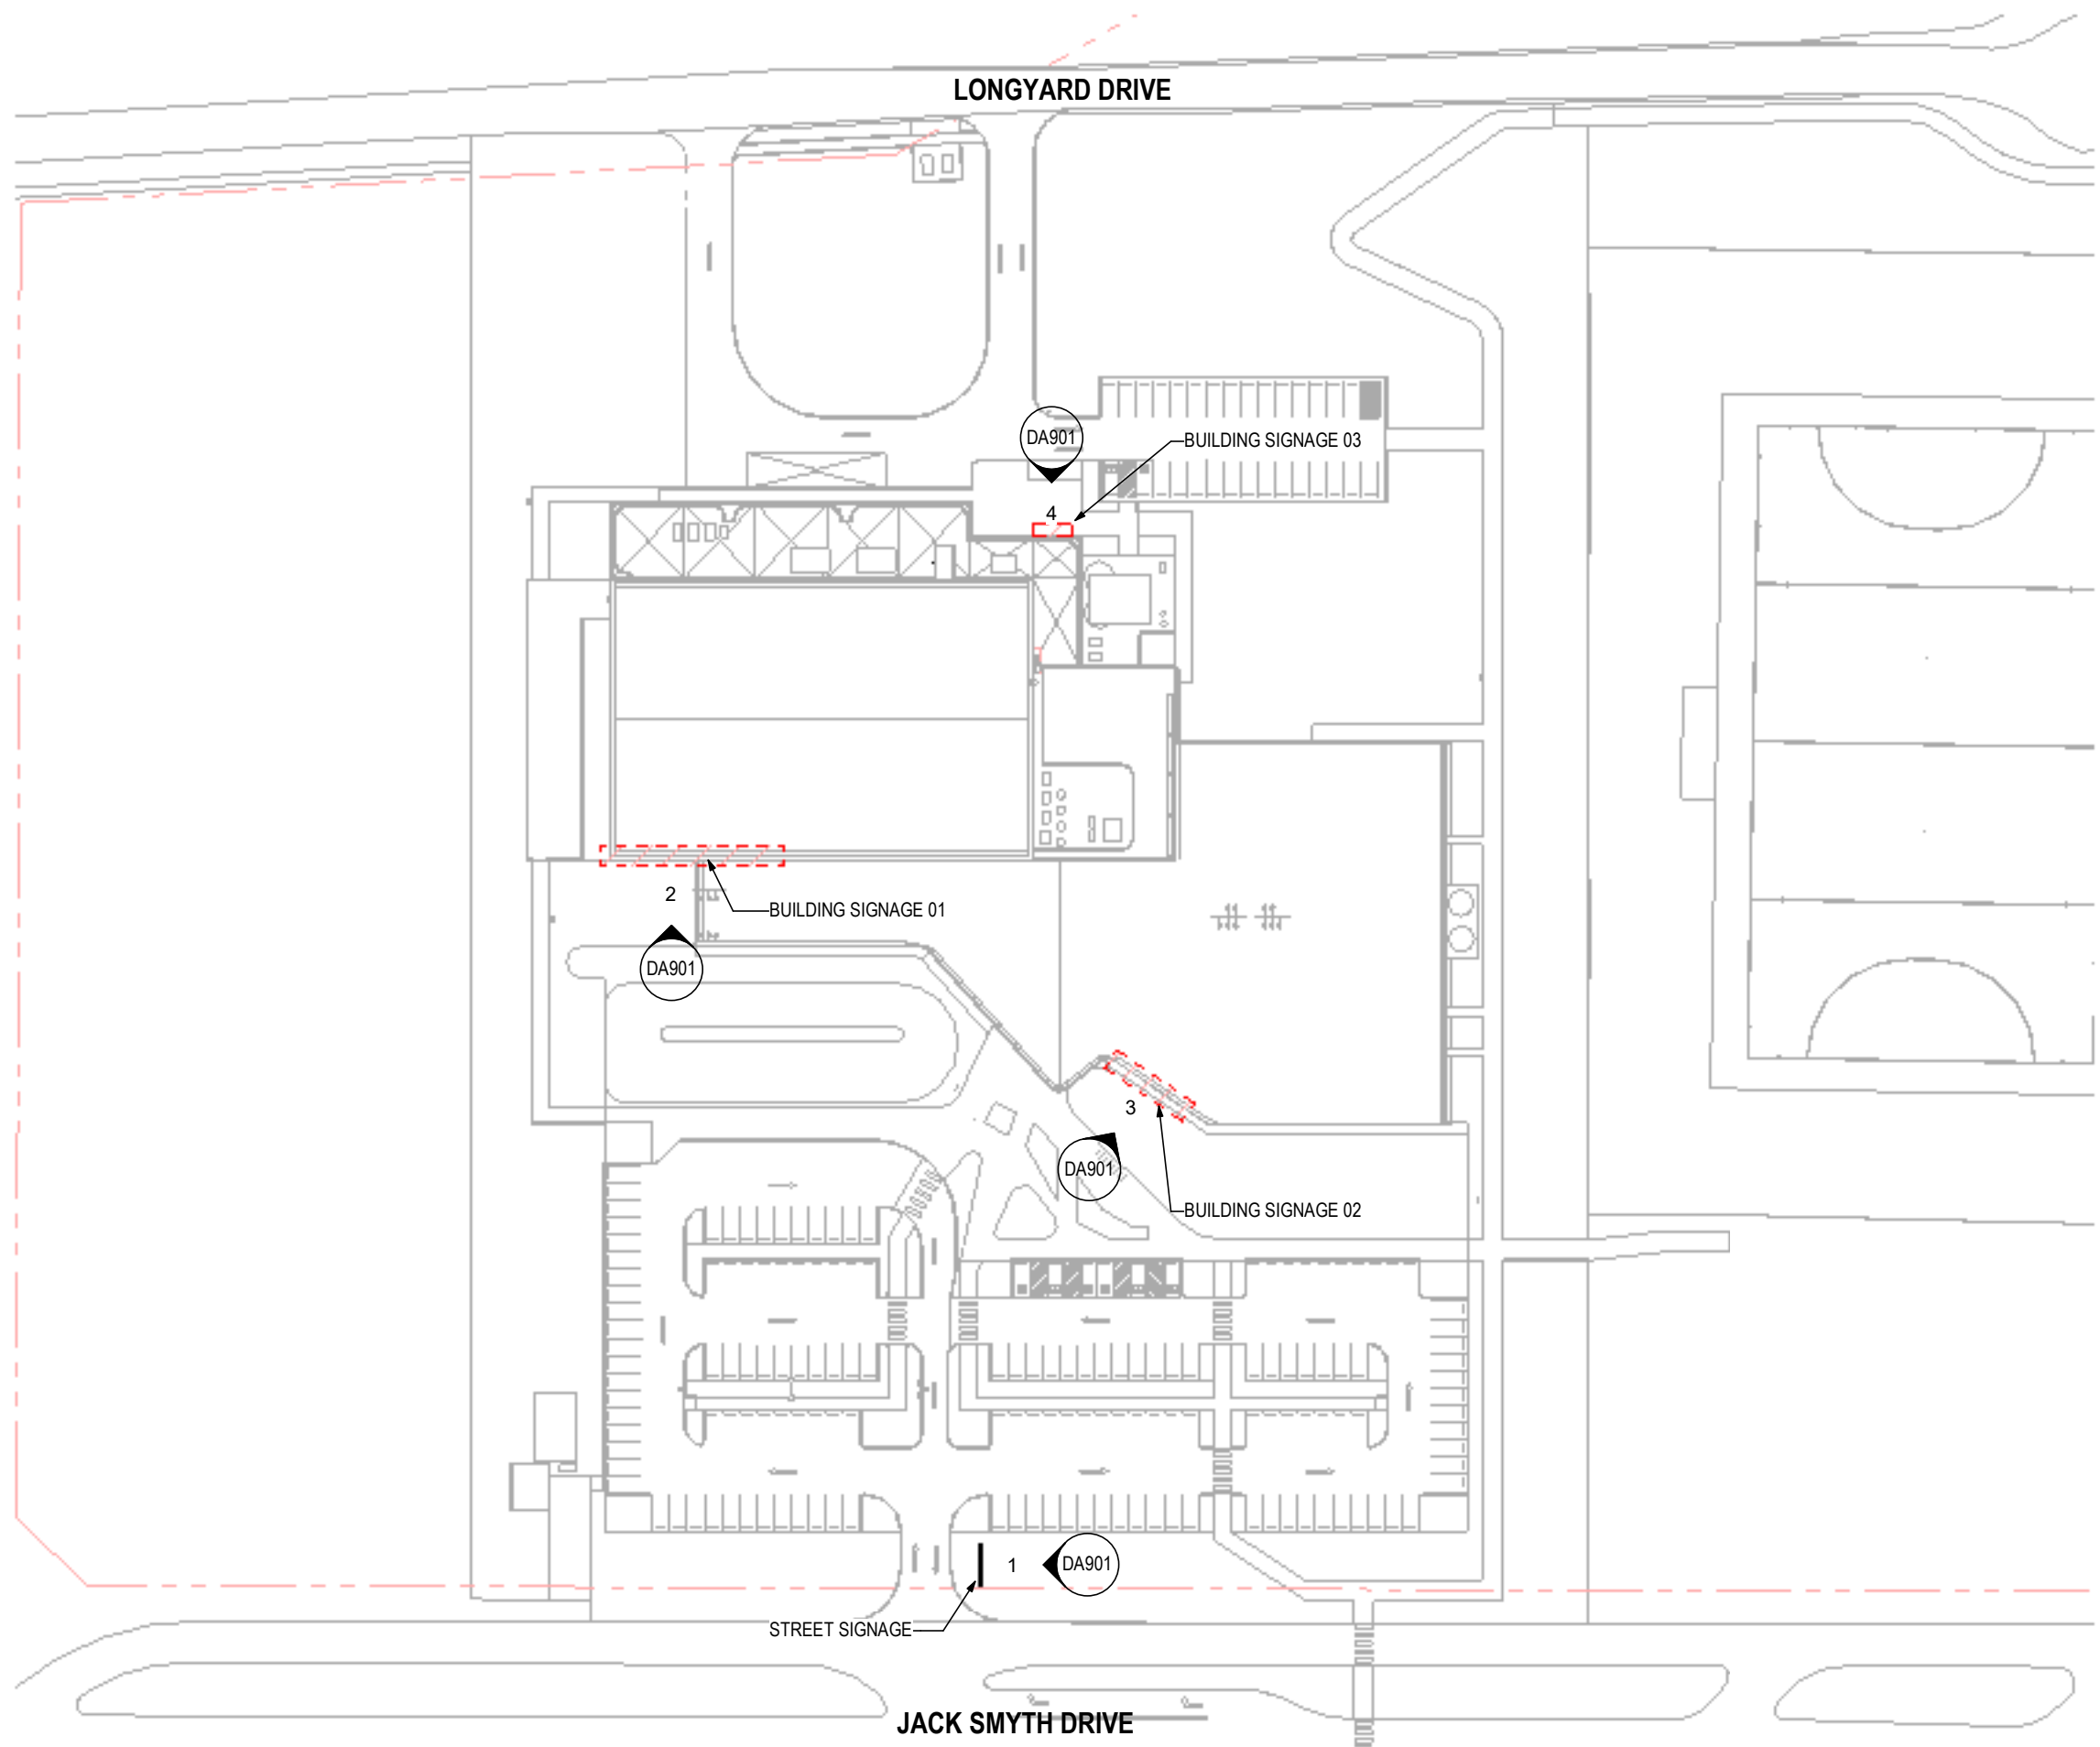 LONGYARD DRIVE
DA901
BUILDING SIGNAGE 03
4
2
BUILDING SIGNAGE 01
DA901
3
DA901
BUILDING SIGNAGE 02
1
DA901
STREET SIGNAGE
JACK SMYTH DRIVE